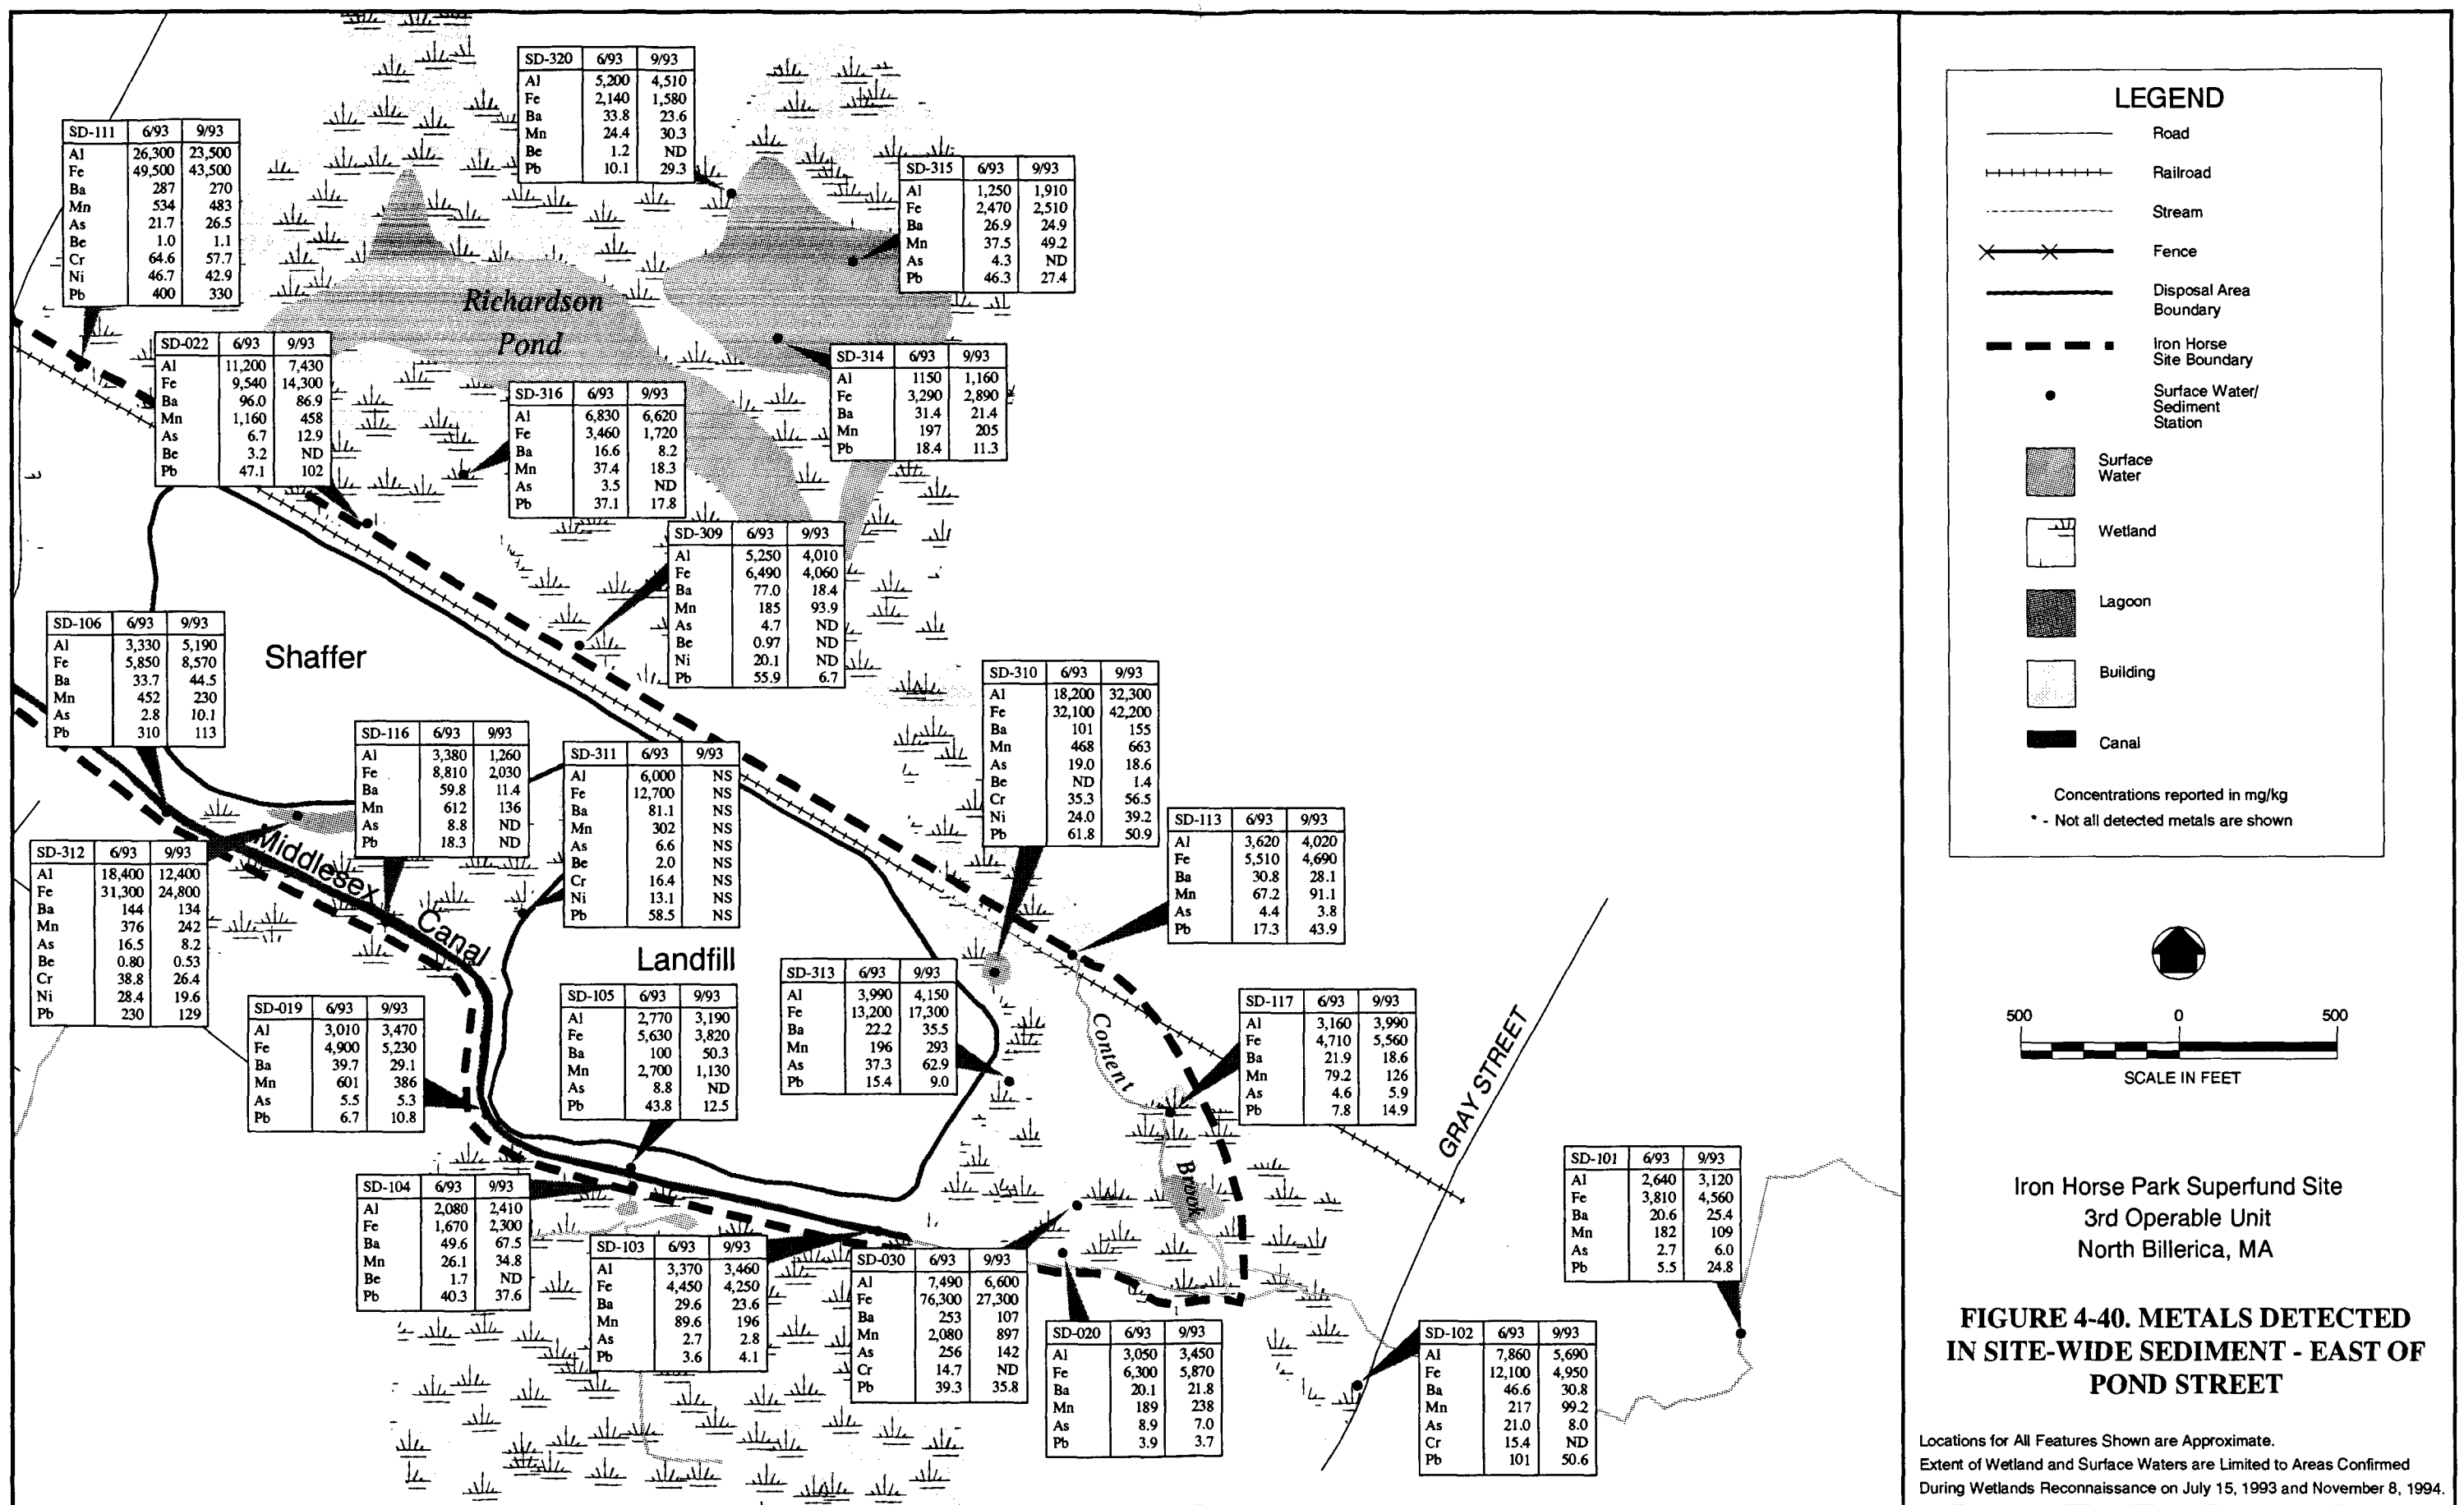 SD-320 6/93 9/93
Al 5,200 4,510
Fe 2,140 1,580
Ba 33.8 23.6
Mn 24.4 30.3
Be 1.2 ND
Pb 10.1 29.3
SD-111 6/93 9/93
Al 26,300 23,500
Fe 49,500 43,500
Ba 287 270
Mn 534 483
As 21.7 26.5
Be 1.0 1.1
Cr 64.6 57.7
Ni 46.7 42.9
Pb 400 330
SD-315 6/93 9/93
Al 1,250 1,910
Fe 2,470 2,510
Ba 26.9 24.9
Mn 37.5 49.2
As 4.3 ND
Pb 46.3 27.4
Richardson
Pond
SD-022 6/93 9/93
Al 11,200 7,430
Fe 9,540 14,300
Ba 96.0 86.9
Mn 1,160 458
As 6.7 12.9
Be 3.2 ND
Pb 47.1 102
SD-314 6/93 9/93
Al 1150 1,160
Fe 3,290 2,890
Ba 31.4 21.4
Mn 197 205
Pb 18.4 11.3
SD-316 6/93 9/93
Al 6,830 6,620
Fe 3,460 1,720
Ba 16.6 8.2
Mn 37.4 18.3
As 3.5 ND
Pb 37.1 17.8
SD-309 6/93 9/93
Al 5,250 4,010
Fe 6,490 4,060
Ba 77.0 18.4
Mn 185 93.9
As 4.7 ND
Be 0.97 ND
Ni 20.1 ND
Pb 55.9 6.7
SD-106 6/93 9/93
Al 3,330 5,190
Fe 5,850 8,570
Ba 33.7 44.5
Mn 452 230
As 2.8 10.1
Pb 310 113
Shaffer
SD-310 6/93 9/93
Al 18,200 32,300
Fe 32,100 42,200
Ba 101 155
Mn 468 663
As 19.0 18.6
Be ND 1.4
Cr 35.3 56.5
Ni 24.0 39.2
Pb 61.8 50.9
SD-116 6/93 9/93
Al 3,380 1,260
Fe 8,810 2,030
Ba 59.8 11.4
Mn 612 136
As 8.8 ND
Pb 18.3 ND
SD-311 6/93 9/93
Al 6,000 NS
Fe 12,700 NS
Ba 81.1 NS
Mn 302 NS
As 6.6 NS
Be 2.0 NS
Cr 16.4 NS
Ni 13.1 NS
Pb 58.5 NS
SD-113 6/93 9/93
Al 3,620 4,020
Fe 5,510 4,690
Ba 30.8 28.1
Mn 67.2 91.1
As 4.4 3.8
Pb 17.3 43.9
SD-312 6/93 9/93
Al 18,400 12,400
Fe 31,300 24,800
Ba 144 134
Mn 376 242
As 16.5 8.2
Be 0.80 0.53
Cr 38.8 26.4
Ni 28.4 19.6
Pb 230 129
Middlesex
Canal
Landfill
SD-313 6/93 9/93
Al 3,990 4,150
Fe 13,200 17,300
Ba 22.2 35.5
Mn 196 293
As 37.3 62.9
Pb 15.4 9.0
SD-105 6/93 9/93
Al 2,770 3,190
Fe 5,630 3,820
Ba 100 50.3
Mn 2,700 1,130
As 8.8 ND
Pb 43.8 12.5
SD-019 6/93 9/93
Al 3,010 3,470
Fe 4,900 5,230
Ba 39.7 29.1
Mn 601 386
As 5.5 5.3
Pb 6.7 10.8
SD-117 6/93 9/93
Al 3,160 3,990
Fe 4,710 5,560
Ba 21.9 18.6
Mn 79.2 126
As 4.6 5.9
Pb 7.8 14.9
Content
Brook
GRAY STREET
SD-104 6/93 9/93
Al 2,080 2,410
Fe 1,670 2,300
Ba 49.6 67.5
Mn 26.1 34.8
Be 1.7 ND
Pb 40.3 37.6
SD-103 6/93 9/93
Al 3,370 3,460
Fe 4,450 4,250
Ba 29.6 23.6
Mn 89.6 196
As 2.7 2.8
Pb 3.6 4.1
SD-030 6/93 9/93
Al 7,490 6,600
Fe 76,300 27,300
Ba 253 107
Mn 2,080 897
As 256 142
Cr 14.7 ND
Pb 39.3 35.8
SD-101 6/93 9/93
Al 2,640 3,120
Fe 3,810 4,560
Ba 20.6 25.4
Mn 182 109
As 2.7 6.0
Pb 5.5 24.8
SD-020 6/93 9/93
Al 3,050 3,450
Fe 6,300 5,870
Ba 20.1 21.8
Mn 189 238
As 8.9 7.0
Pb 3.9 3.7
SD-102 6/93 9/93
Al 7,860 5,690
Fe 12,100 4,950
Ba 46.6 30.8
Mn 217 99.2
As 21.0 8.0
Cr 15.4 ND
Pb 101 50.6
LEGEND
Road
Railroad
Stream
Fence
Disposal Area
Boundary
Iron Horse
Site Boundary
Surface Water/
Sediment
Station
Surface
Water
Wetland
Lagoon
Building
Canal
Concentrations reported in mg/kg
* - Not all detected metals are shown
500 0 500
SCALE IN FEET
Iron Horse Park Superfund Site
3rd Operable Unit
North Billerica, MA
FIGURE 4-40. METALS DETECTED
IN SITE-WIDE SEDIMENT - EAST OF
POND STREET
Locations for All Features Shown are Approximate.
Extent of Wetland and Surface Waters are Limited to Areas Confirmed
During Wetlands Reconnaissance on July 15, 1993 and November 8, 1994.